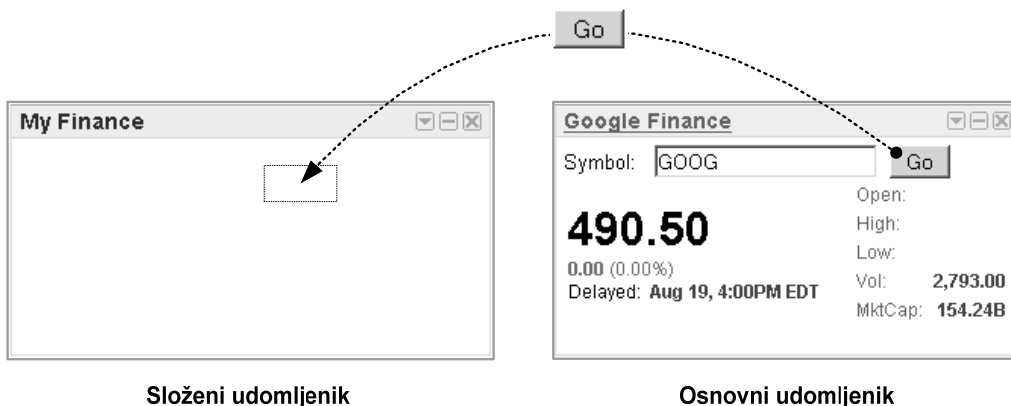 Go
My Finance
Google Finance
Symbol: GOOG Go
490.50
0.00 (0.00%)
Delayed: Aug 19, 4:00PM EDT
Open:
High:
Low:
Vol: 2,793.00
MktCap: 154.24B
Složeni udomljenik
Osnovni udomljenik